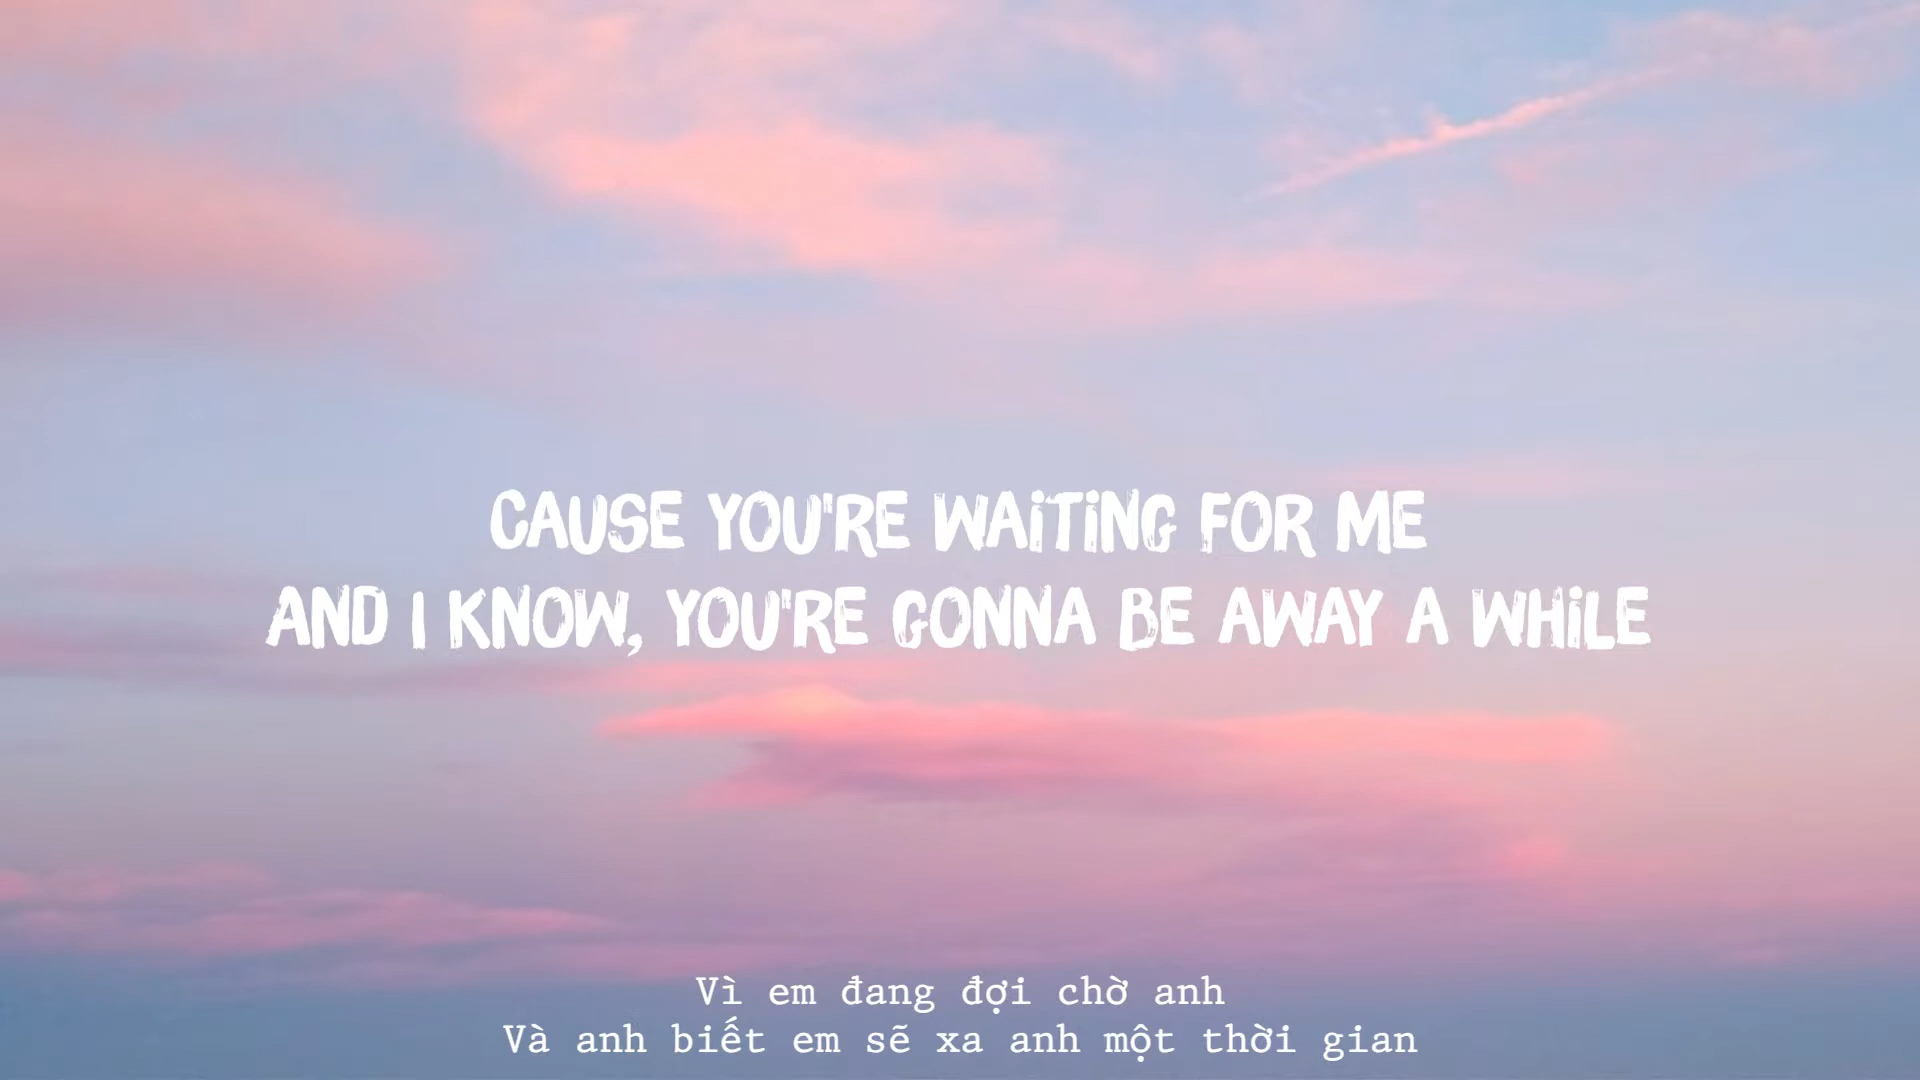 CAUSE YOU'RE WAITING FOR ME
AND I KNOW, YOU'RE GONNA BE AWAY A WHILE
Vì em đang đợi chờ anh
Và anh biết em sẽ xa anh một thời gian